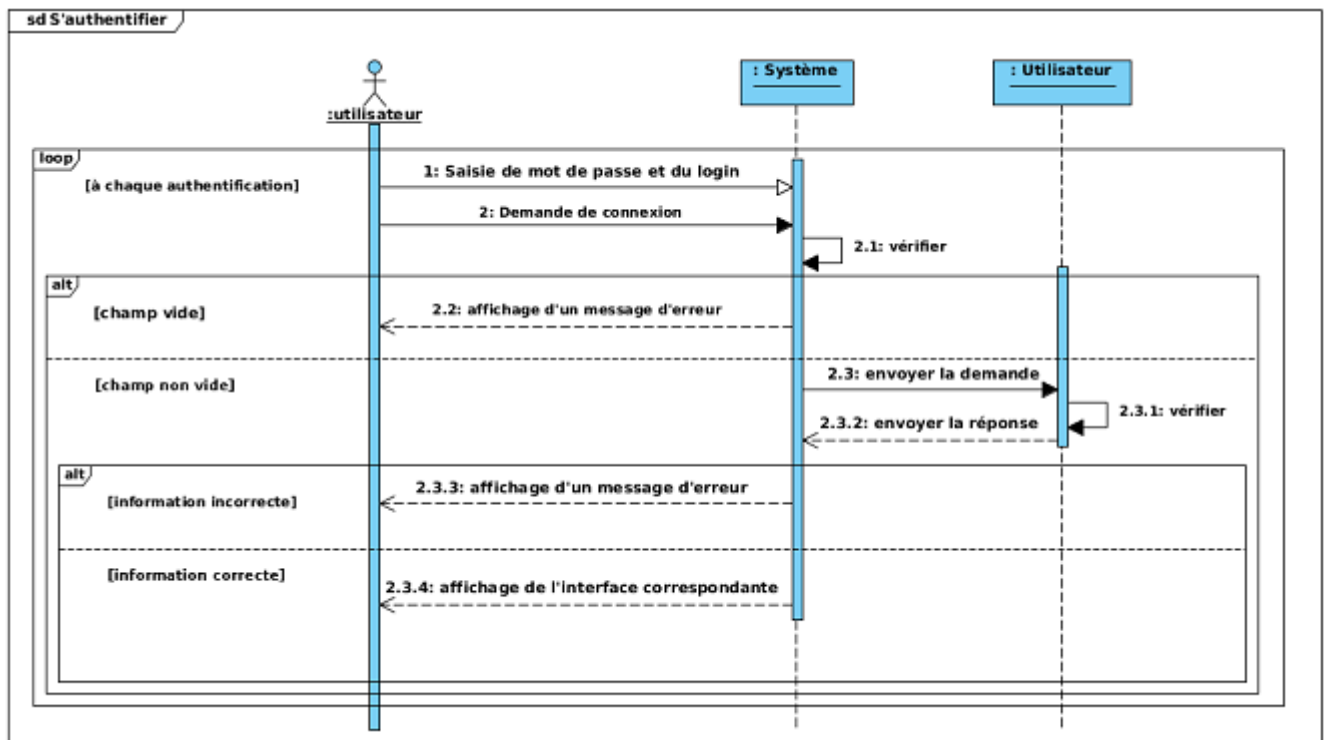 sd S'authentifier
:utilisateur
: Système
: Utilisateur
loop
[à chaque authentification]
1: Saisie de mot de passe et du login
2: Demande de connexion
2.1: vérifier
alt
[champ vide]
2.2: affichage d'un message d'erreur
[champ non vide]
2.3: envoyer la demande
2.3.1: vérifier
2.3.2: envoyer la réponse
alt
[information incorrecte]
2.3.3: affichage d'un message d'erreur
[information correcte]
2.3.4: affichage de l'interface correspondante